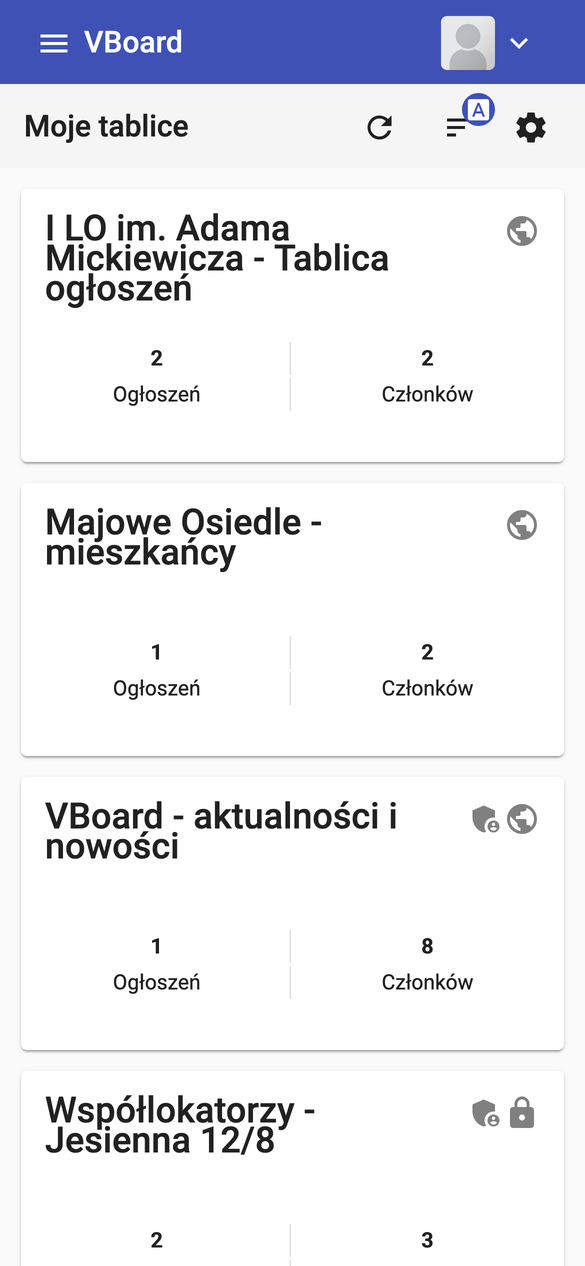 VBoard
Moje tablice
A
I LO im. Adama
Mickiewicza - Tablica
ogłoszeń
2
2
Ogłoszeń
Członków
Majowe Osiedle -
mieszkańcy
1
2
Ogłoszeń
Członków
VBoard - aktualności i
nowości
1
8
Ogłoszeń
Członków
Współlokatorzy -
Jesienna 12/8
2
3